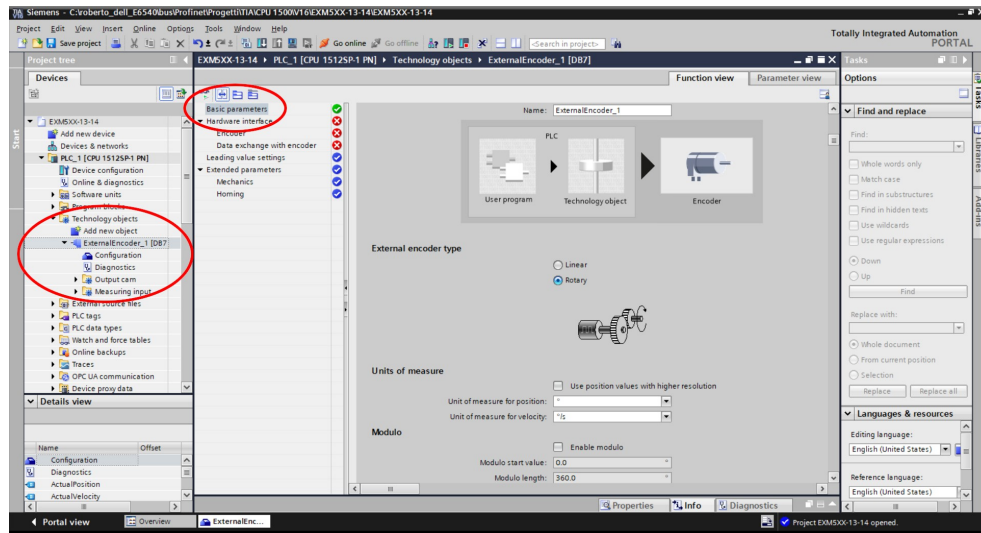 Siemens - C:\roberto_dell_E6540\bus\Profinet\Progetti\TIA\CPU 1500\V16\EXM5XX-13-14\EXM5XX-13-14
Project Edit View Insert Online Options Tools Window Help
Totally Integrated Automation
PORTAL
Save project
Go online
Go offline
<Search in project>
Project tree
EXM5XX-13-14 PLC_1 [CPU 1512SP-1 PN] Technology objects ExternalEncoder_1 [DB7]
Tasks
Devices
Function view
Parameter view
Options
EXM5XX-13-14
Add new device
Devices & networks
PLC_1 [CPU 1512SP-1 PN]
Device configuration
Online & diagnostics
Software units
Program blocks
Technology objects
Add new object
ExternalEncoder_1 [DB7
Configuration
Diagnostics
Output cam
Measuring input
External source files
PLC tags
PLC data types
Watch and force tables
Online backups
Traces
OPC UA communication
Device proxy data
Details view
Name
Offset
Configuration
Diagnostics
ActualPosition
ActualVelocity
Start
Basic parameters
Hardware interface
Encoder
Data exchange with encoder
Leading value settings
Extended parameters
Mechanics
Homing
Name: ExternalEncoder_1
PLC
User program
Technology object
Encoder
External encoder type
Linear
Rotary
Units of measure
Use position values with higher resolution
Unit of measure for position: °
Unit of measure for velocity: °/s
Modulo
Enable modulo
Modulo start value: 0.0 °
Modulo length: 360.0 °
Properties
Info
Diagnostics
Find and replace
Find:
Whole words only
Match case
Find in substructures
Find in hidden texts
Use wildcards
Use regular expressions
Down
Up
Find
Replace with:
Whole document
From current position
Selection
Replace
Replace all
Languages & resources
Editing language:
English (United States)
Reference language:
English (United States)
Tasks
Libraries
Add-ins
Portal view
Overview
ExternalEnc...
Project EXM5XX-13-14 opened.